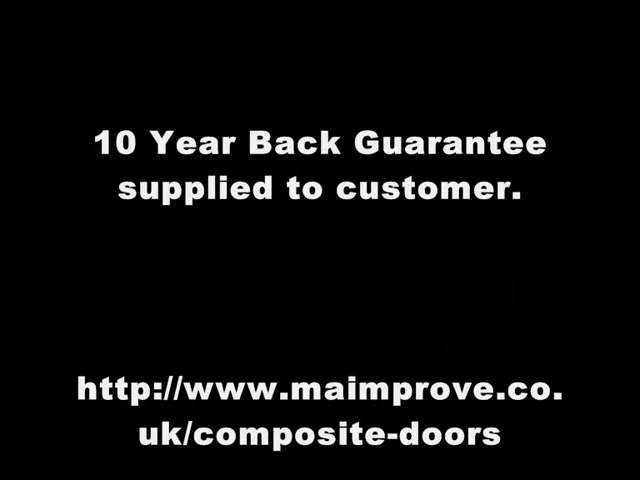 10 Year Back Guarantee
supplied to customer.
http://www.maimprove.co.
uk/composite-doors